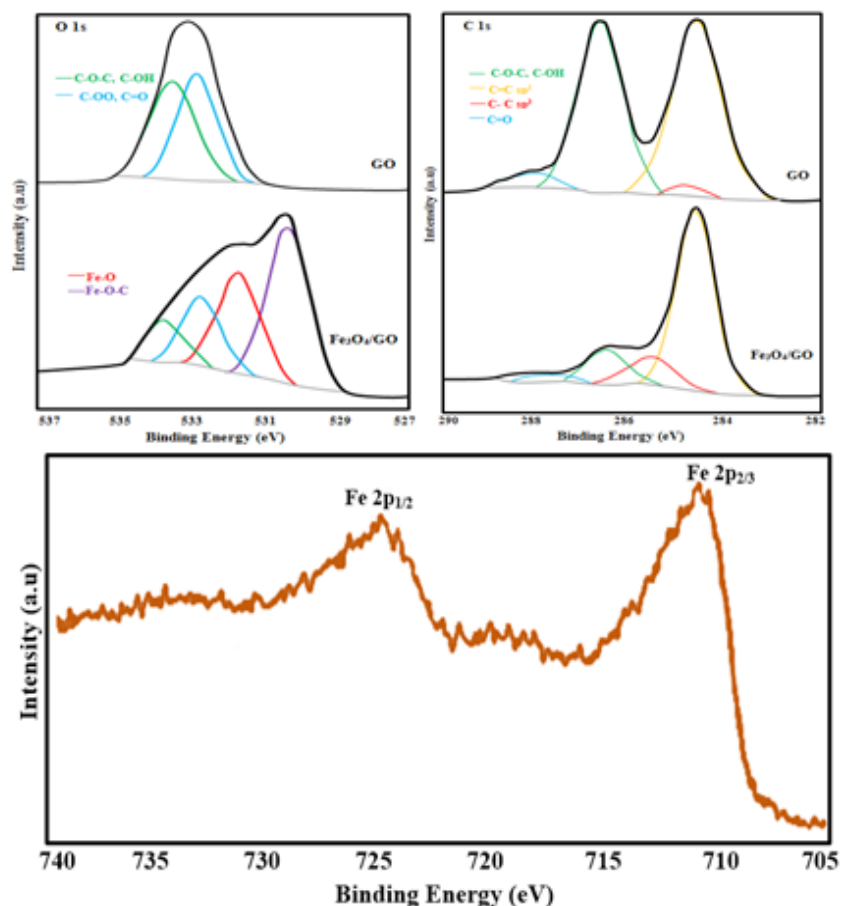 O 1s
C-O-C, C-OH
C-OO, C=O
GO
Fe-O
Fe-O-C
Fe₃O₄/GO
Intensity (a.u)
537 535 533 531 529 527
Binding Energy (eV)
C 1s
C-O-C, C-OH
C=C sp²
C- C sp³
C=O
GO
Fe₃O₄/GO
Intensity (a.u)
290 288 286 284 282
Binding Energy (eV)
Fe 2p1/2
Fe 2p2/3
Intensity (a.u)
740 735 730 725 720 715 710 705
Binding Energy (eV)